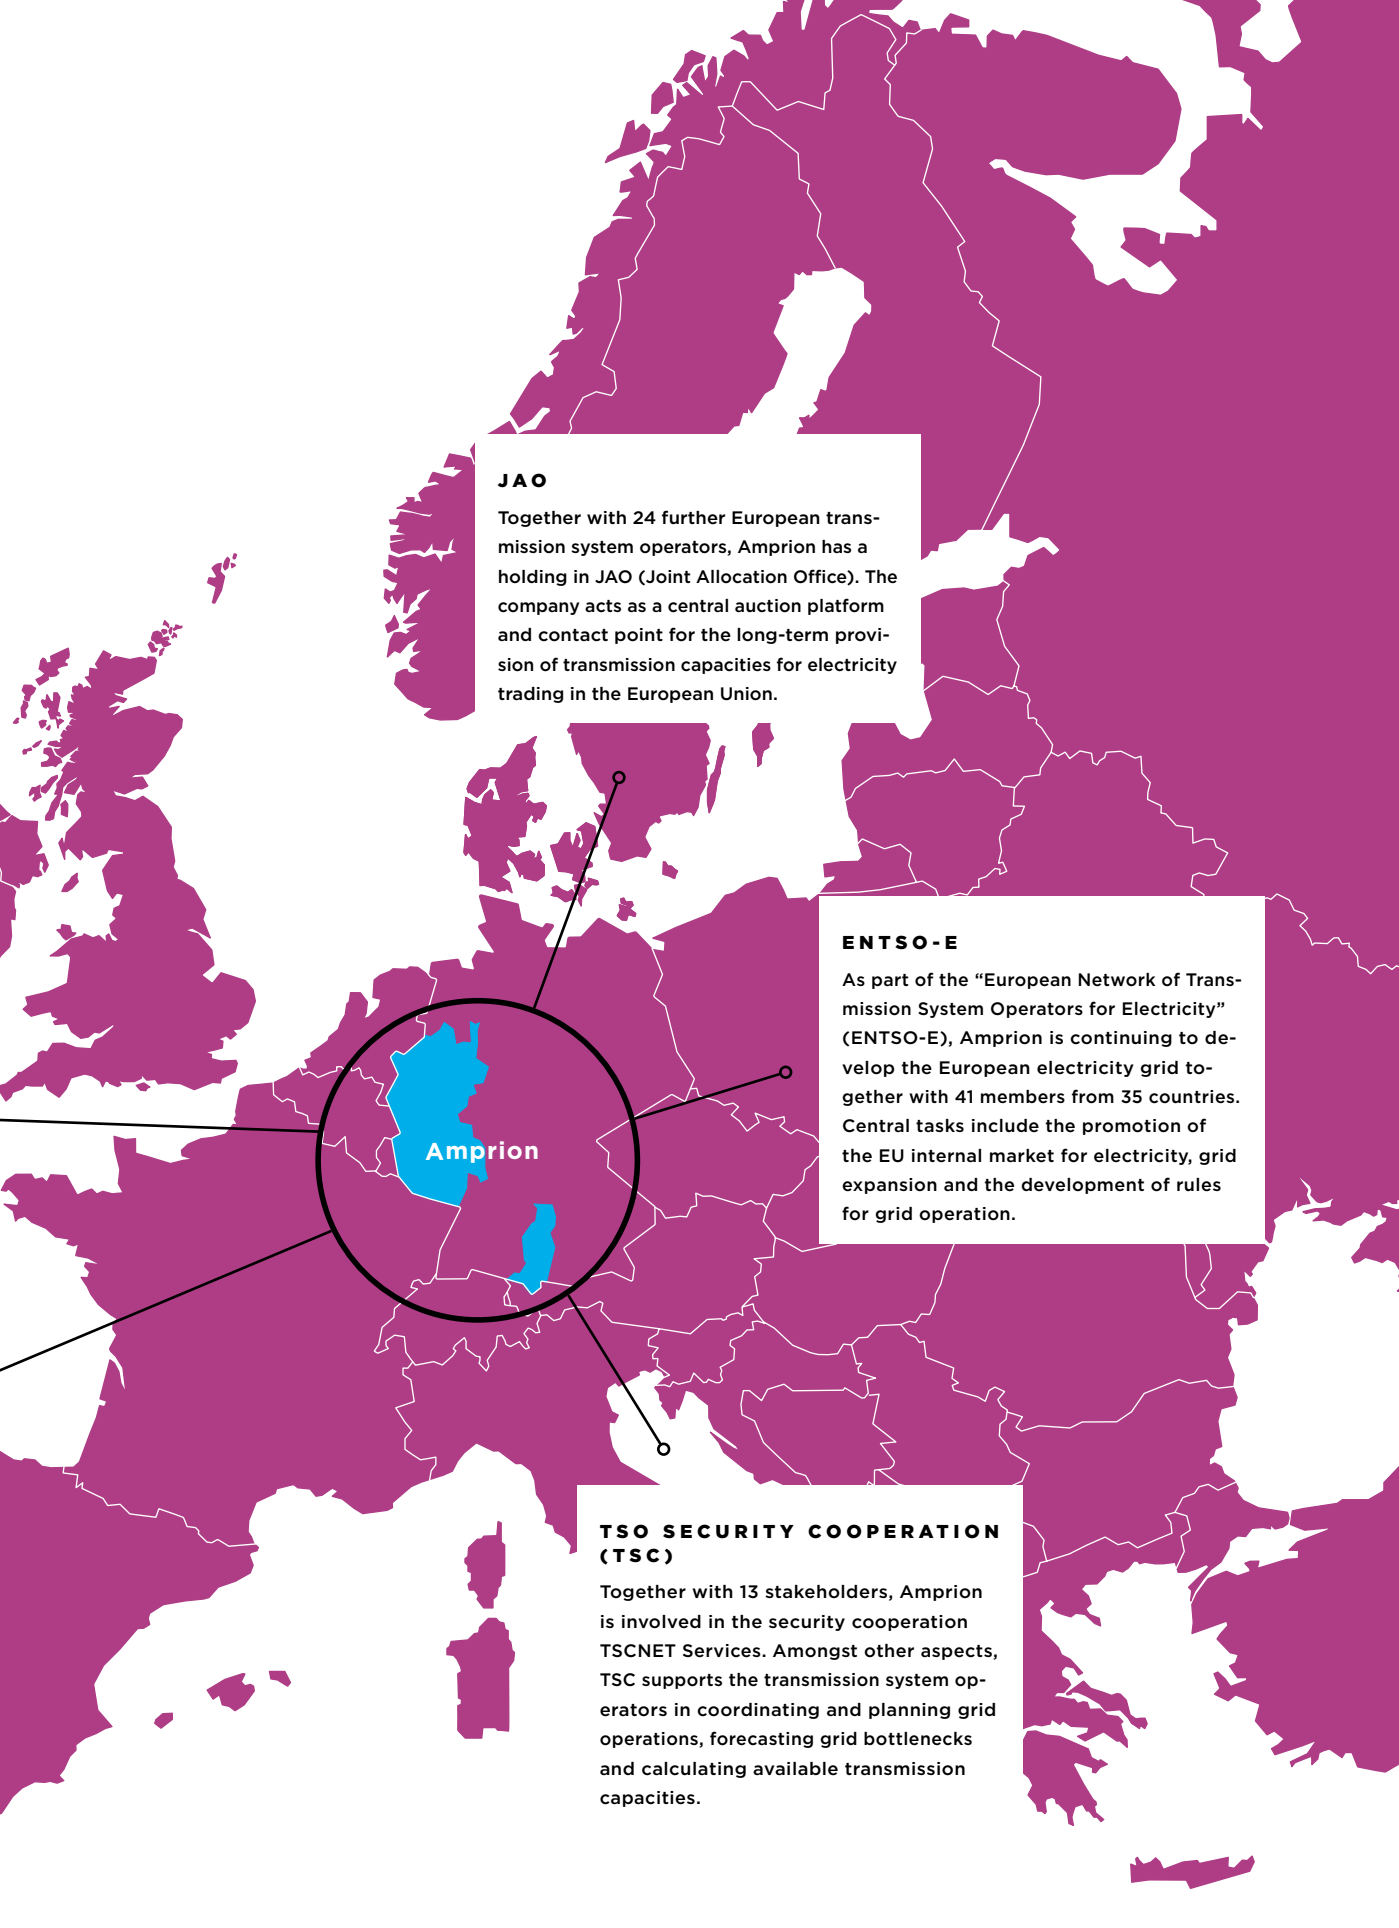 JAO
Together with 24 further European trans-
mission system operators, Amprion has a
holding in JAO (Joint Allocation Office). The
company acts as a central auction platform
and contact point for the long-term provi-
sion of transmission capacities for electricity
trading in the European Union.
ENTSO-E
As part of the “European Network of Trans-
mission System Operators for Electricity”
(ENTSO-E), Amprion is continuing to de-
velop the European electricity grid to-
gether with 41 members from 35 countries.
Central tasks include the promotion of
the EU internal market for electricity, grid
expansion and the development of rules
for grid operation.
Amprion
TSO SECURITY COOPERATION
(TSC)
Together with 13 stakeholders, Amprion
is involved in the security cooperation
TSCNET Services. Amongst other aspects,
TSC supports the transmission system op-
erators in coordinating and planning grid
operations, forecasting grid bottlenecks
and calculating available transmission
capacities.